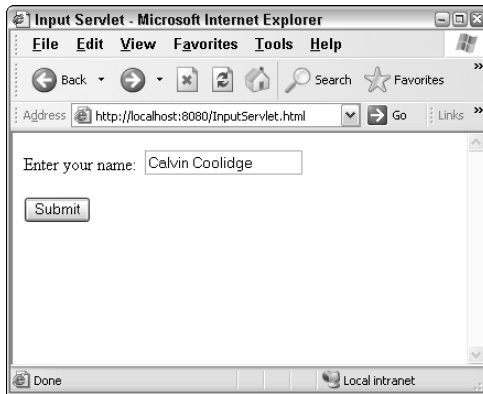 Input Servlet - Microsoft Internet Explorer
File Edit View Favorites Tools Help
Back Search Favorites »
Address http://localhost:8080/InputServlet.html Go Links »
Enter your name: Calvin Coolidge
Submit
Done Local intranet